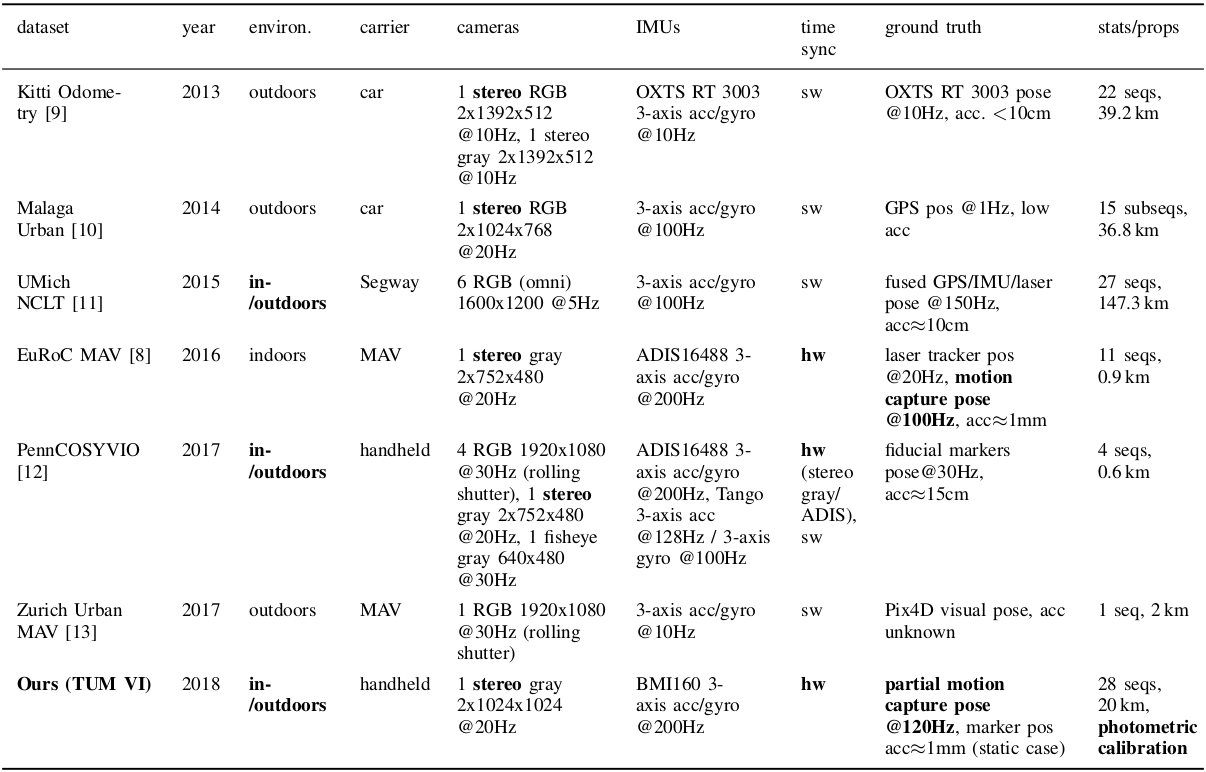 dataset year environ. carrier cameras IMUs time sync ground truth stats/props
Kitti Odome-
try [9]
2013
outdoors
car
1 stereo RGB
2x1392x512
@10Hz, 1 stereo
gray 2x1392x512
@10Hz
OXTS RT 3003
3-axis acc/gyro
@10Hz
sw
OXTS RT 3003 pose
@10Hz, acc. <10cm
22 seqs,
39.2 km
Malaga
Urban [10]
2014
outdoors
car
1 stereo RGB
2x1024x768
@20Hz
3-axis acc/gyro
@100Hz
sw
GPS pos @1Hz, low
acc
15 subseqs,
36.8 km
UMich
NCLT [11]
2015
in-
/outdoors
Segway
6 RGB (omni)
1600x1200 @5Hz
3-axis acc/gyro
@100Hz
sw
fused GPS/IMU/laser
pose @150Hz,
acc≈10cm
27 seqs,
147.3 km
EuRoC MAV [8]
2016
indoors
MAV
1 stereo gray
2x752x480
@20Hz
ADIS16488 3-
axis acc/gyro
@200Hz
hw
laser tracker pos
@20Hz, motion
capture pose
@100Hz, acc≈1mm
11 seqs,
0.9 km
PennCOSYVIO
[12]
2017
in-
/outdoors
handheld
4 RGB 1920x1080
@30Hz (rolling
shutter), 1 stereo
gray 2x752x480
@20Hz, 1 fisheye
gray 640x480
@30Hz
ADIS16488 3-
axis acc/gyro
@200Hz, Tango
3-axis acc
@128Hz / 3-axis
gyro @100Hz
hw
(stereo
gray/
ADIS),
sw
fiducial markers
pose@30Hz,
acc≈15cm
4 seqs,
0.6 km
Zurich Urban
MAV [13]
2017
outdoors
MAV
1 RGB 1920x1080
@30Hz (rolling
shutter)
3-axis acc/gyro
@10Hz
sw
Pix4D visual pose, acc
unknown
1 seq, 2 km
Ours (TUM VI)
2018
in-
/outdoors
handheld
1 stereo gray
2x1024x1024
@20Hz
BMI160 3-
axis acc/gyro
@200Hz
hw
partial motion
capture pose
@120Hz, marker pos
acc≈1mm (static case)
28 seqs,
20 km,
photometric
calibration